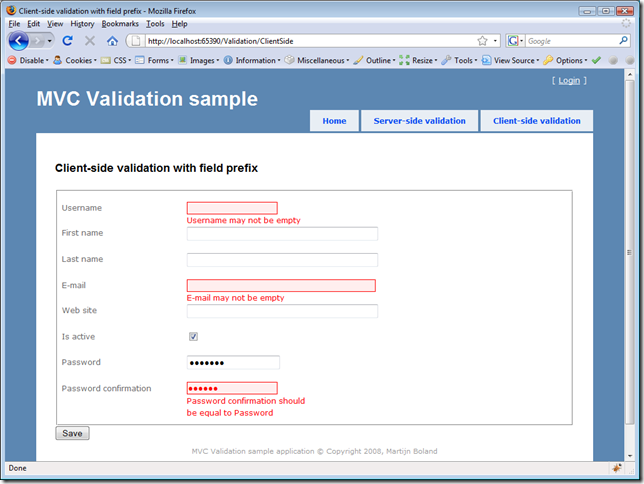 Client-side validation with field prefix - Mozilla Firefox
File Edit View History Bookmarks Tools Help
http://localhost:65390/Validation/ClientSide
Google
Disable Cookies CSS Forms Images Information Miscellaneous Outline Resize Tools View Source Options
[ Login ]
MVC Validation sample
Home Server-side validation Client-side validation
Client-side validation with field prefix
Username
Username may not be empty
First name
Last name
E-mail
E-mail may not be empty
Web site
Is active
Password •••••••
Password confirmation ••••••
Password confirmation should
be equal to Password
Save
MVC Validation sample application © Copyright 2008, Martijn Boland
Done